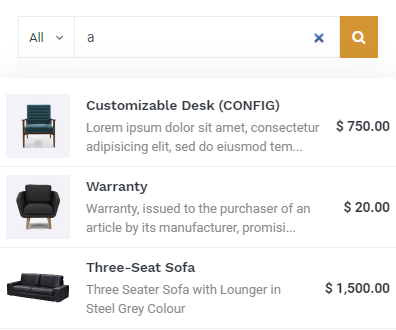 All
a
Customizable Desk (CONFIG)
Lorem ipsum dolor sit amet, consectetur
adipisicing elit, sed do eiusmod tem...
$ 750.00
Warranty
Warranty, issued to the purchaser of an
article by its manufacturer, promisi...
$ 20.00
Three-Seat Sofa
Three Seater Sofa with Lounger in
Steel Grey Colour
$ 1,500.00